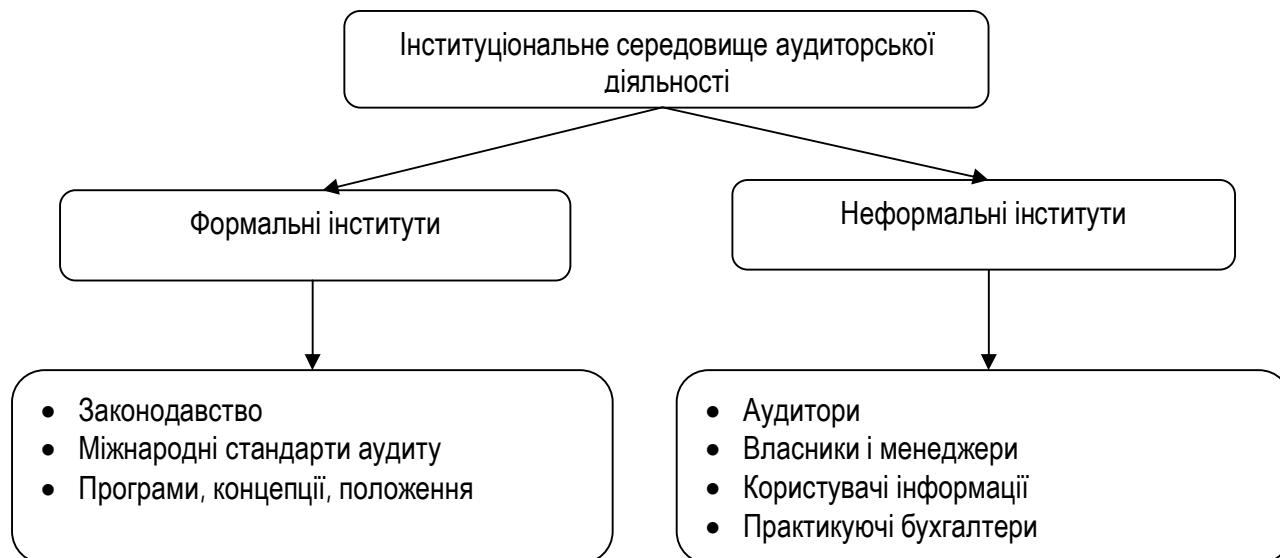 Інституціональне середовище аудиторської
діяльності
Формальні інститути
Неформальні інститути
• Законодавство
• Міжнародні стандарти аудиту
• Програми, концепції, положення
• Аудитори
• Власники і менеджери
• Користувачі інформації
• Практикуючі бухгалтери